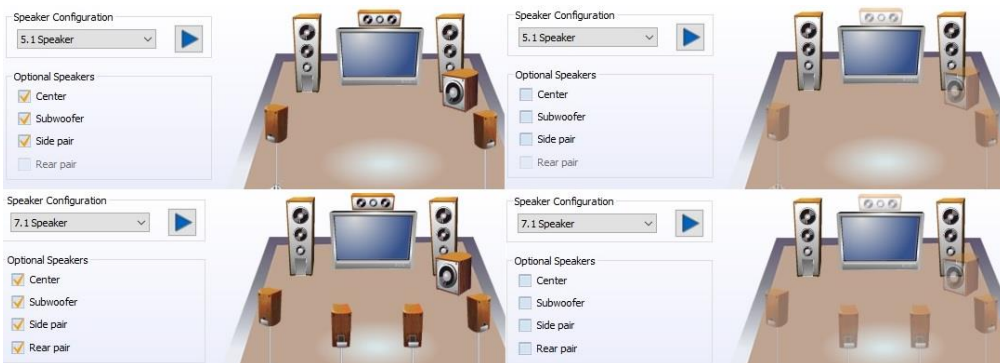 Speaker Configuration
5.1 Speaker
Optional Speakers
Center
Subwoofer
Side pair
Rear pair
Speaker Configuration
5.1 Speaker
Optional Speakers
Center
Subwoofer
Side pair
Rear pair
Speaker Configuration
7.1 Speaker
Optional Speakers
Center
Subwoofer
Side pair
Rear pair
Speaker Configuration
7.1 Speaker
Optional Speakers
Center
Subwoofer
Side pair
Rear pair